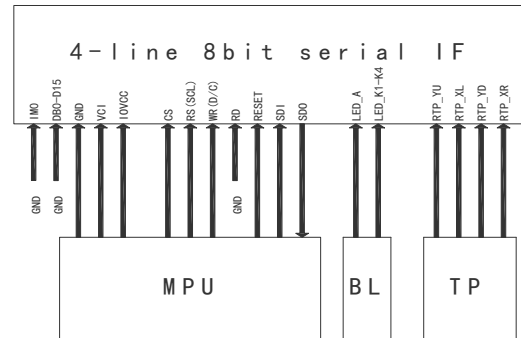 4-line 8bit serial IF
IM0
DB0-D15
GND
VCI
IOVCC
CS
RS(SCL)
WR(D/C)
RD
RESET
SDI
SDO
LED_A
LED_K1-K4
RTP_YU
RTP_XL
RTP_YD
RTP_XR
GND
GND
GND
MPU
BL
TP